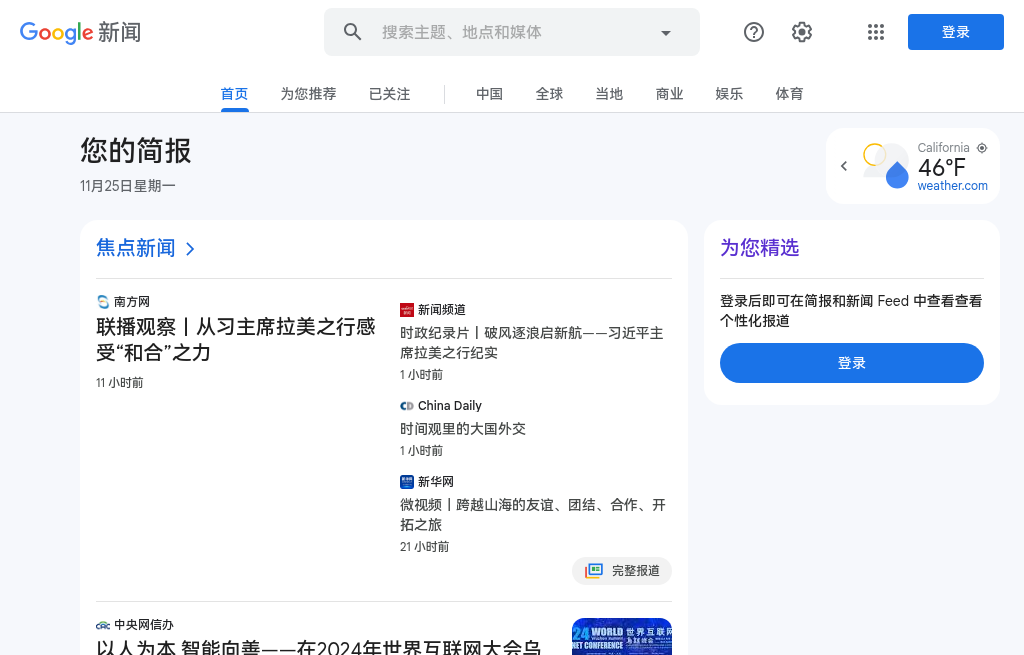 Google 新闻
搜索主题、地点和媒体
登录
首页
为您推荐
已关注
中国
全球
当地
商业
娱乐
体育
您的简报
11月25日星期一
California
46°F
weather.com
焦点新闻
南方网
联播观察丨从习主席拉美之行感
受“和合”之力
11 小时前
新闻频道
时政纪录片丨破风逐浪启新航——习近平主
席拉美之行纪实
1 小时前
China Daily
时间观里的大国外交
1 小时前
新华网
微视频丨跨越山海的友谊、团结、合作、开
拓之旅
21 小时前
完整报道
中央网信办
以人为本 智能向善——在2024年世界互联网大会乌
24 WORLD 世界互联网
NET CONFERENCE
为您精选
登录后即可在简报和新闻 Feed 中查看查看
个性化报道
登录